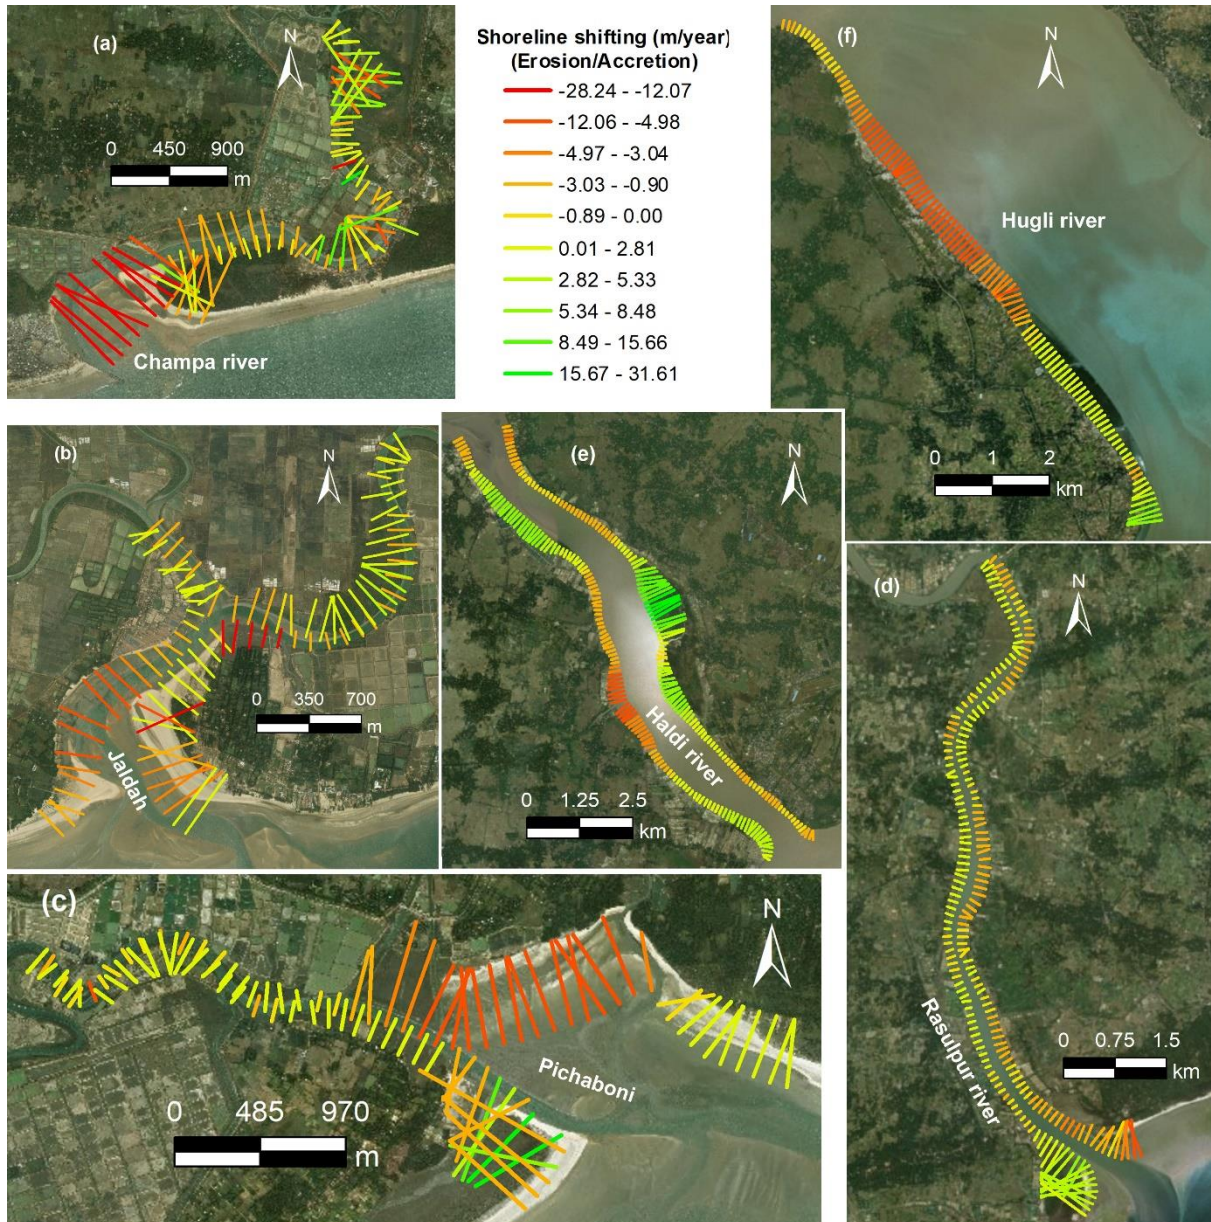 (a)
N
0 450 900
m
Champa river
Shoreline shifting (m/year)
(Erosion/Accretion)
-28.24 - -12.07
-12.06 - -4.98
-4.97 - -3.04
-3.03 - -0.90
-0.89 - 0.00
0.01 - 2.81
2.82 - 5.33
5.34 - 8.48
8.49 - 15.66
15.67 - 31.61
(f)
N
Hugli river
0 1 2
km
(b)
N
0 350 700
m
Jaldah
(e)
N
Haldi river
0 1.25 2.5
km
(d)
N
Rasulpur river
0 0.75 1.5
km
(c)
N
Pichaboni
0 485 970
m